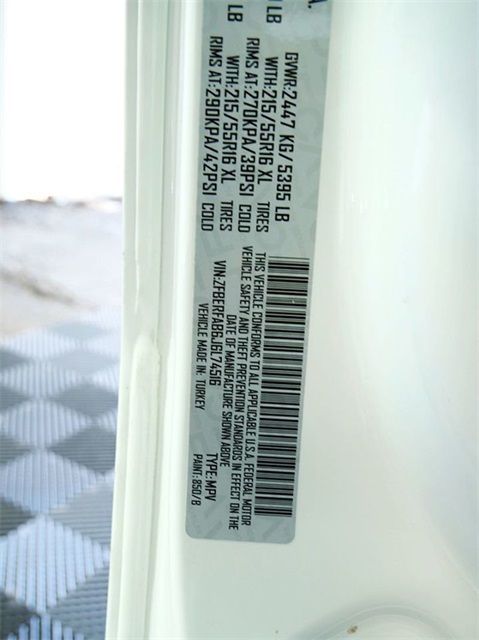 A.
LB
GVWR:2447 KG/5395 LB
WITH:215/55R16 XL TIRES
RIMS AT:270KPA/39PSI COLD
LB
WITH:215/55R16 XL TIRES
RIMS AT:290KPA/42PSI COLD
THIS VEHICLE CONFORMS TO ALL APPLICABLE U.S.A. FEDERAL MOTOR
VEHICLE SAFETY AND THEFT PREVENTION STANDARDS IN EFFECT ON THE
DATE OF MANUFACTURE SHOWN ABOVE
VIN:ZFBERFAB6J6L74516 TYPE:MPV
VEHICLE MADE IN: TURKEY PAINT:850/B